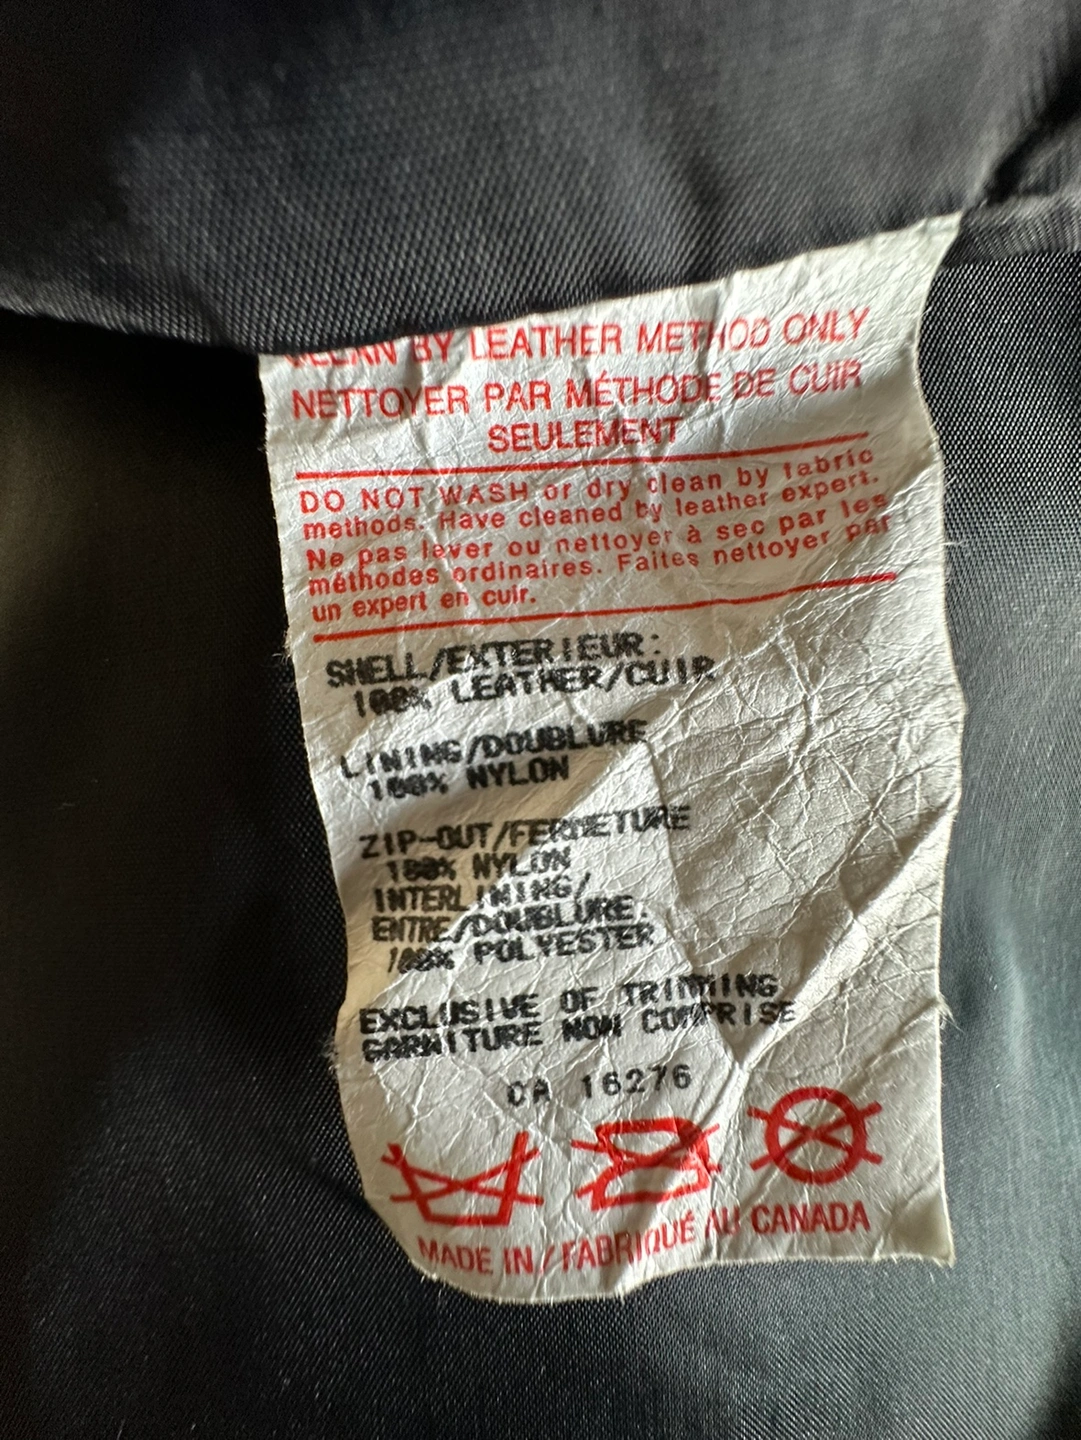 CLEAN BY LEATHER METHOD ONLY
NETTOYER PAR MÉTHODE DE CUIR
SEULEMENT
DO NOT WASH or dry clean by fabric
methods. Have cleaned by leather expert.
Ne pas laver ou nettoyer à sec par les
méthodes ordinaires. Faites nettoyer par
un expert en cuir.
SHELL/EXTERIEUR:
100% LEATHER/CUIR
LINING/DOUBLURE
100% NYLON
ZIP-OUT/FERMETURE
100% NYLON
INTERLINING/
ENTRE/DOUBLURE:
100% POLYESTER
EXCLUSIVE OF TRIMMING
GARNITURE NON COMPRISE
CA 16276
MADE IN / FABRIQUÉ AU CANADA